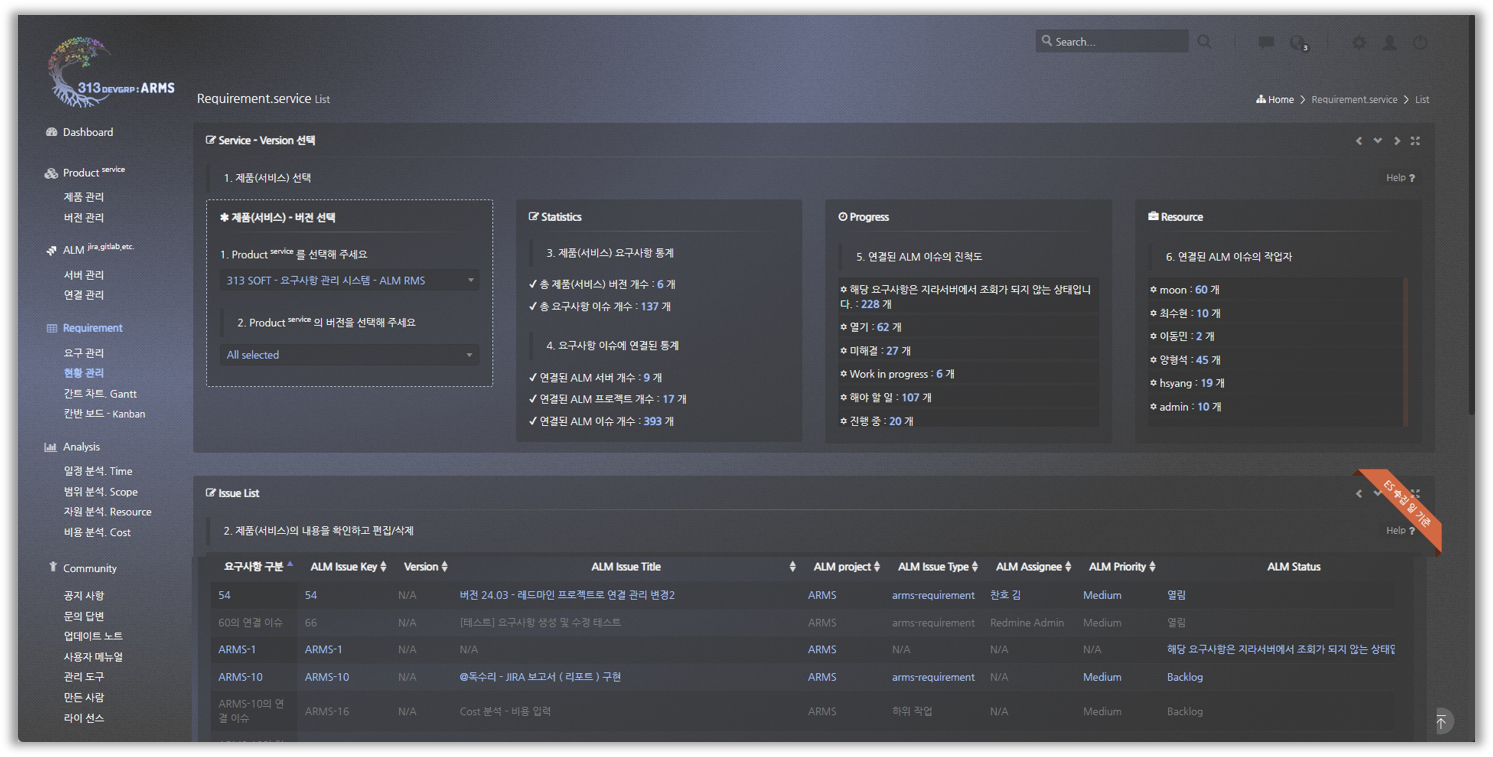 313 DEVGRP : ARMS
Search...
3
Requirement.service List
Home > Requirement.service > List
Dashboard
Product service
제품 관리
버전 관리
ALM jira,gitlab,etc.
서버 관리
연결 관리
Requirement
요구 관리
현황 관리
간트 차트. Gantt
칸반 보드 - Kanban
Analysis
일정 분석. Time
범위 분석. Scope
자원 분석. Resource
비용 분석. Cost
Community
공지 사항
문의 답변
업데이트 노트
사용자 메뉴얼
관리 도구
만든 사람
라이 선스
Service - Version 선택
1. 제품(서비스) 선택
Help ?
제품(서비스) - 버전 선택
1. Product service 를 선택해 주세요
313 SOFT - 요구사항 관리 시스템 - ALM RMS
2. Product service 의 버전을 선택해 주세요
All selected
Statistics
3. 제품(서비스) 요구사항 통계
총 제품(서비스) 버전 개수 : 6 개
총 요구사항 이슈 개수 : 137 개
4. 요구사항 이슈에 연결된 통계
연결된 ALM 서버 개수 : 9 개
연결된 ALM 프로젝트 개수 : 17 개
연결된 ALM 이슈 개수 : 393 개
Progress
5. 연결된 ALM 이슈의 진척도
해당 요구사항은 지라서버에서 조회가 되지 않는 상태입니
다. : 228 개
열기 : 62 개
미해결 : 27 개
Work in progress : 6 개
해야 할 일 : 107 개
진행 중 : 20 개
Resource
6. 연결된 ALM 이슈의 작업자
moon : 60 개
최수현 : 10 개
이동민 : 2 개
양형석 : 45 개
hsyang : 19 개
admin : 10 개
Issue List
ES 수집 일 기준
2. 제품(서비스)의 내용을 확인하고 편집/삭제
Help ?
요구사항 구분 ALM Issue Key Version ALM Issue Title ALM project ALM Issue Type ALM Assignee ALM Priority ALM Status
54 54 N/A 버전 24.03 - 레드마인 프로젝트로 연결 관리 변경2 ARMS arms-requirement 찬호 김 Medium 열림
60의 연결 이슈 66 N/A [테스트] 요구사항 생성 및 수정 테스트 ARMS arms-requirement Redmine Admin Medium 열림
ARMS-1 ARMS-1 N/A N/A ARMS N/A N/A N/A 해당 요구사항은 지라서버에서 조회가 되지 않는 상태입
ARMS-10 ARMS-10 N/A @독수리 - JIRA 보고서 ( 리포트 ) 구현 ARMS arms-requirement N/A Medium Backlog
ARMS-10의 연
결 이슈 ARMS-16 N/A Cost 분석 - 비용 입력 ARMS 하위 작업 N/A Medium Backlog